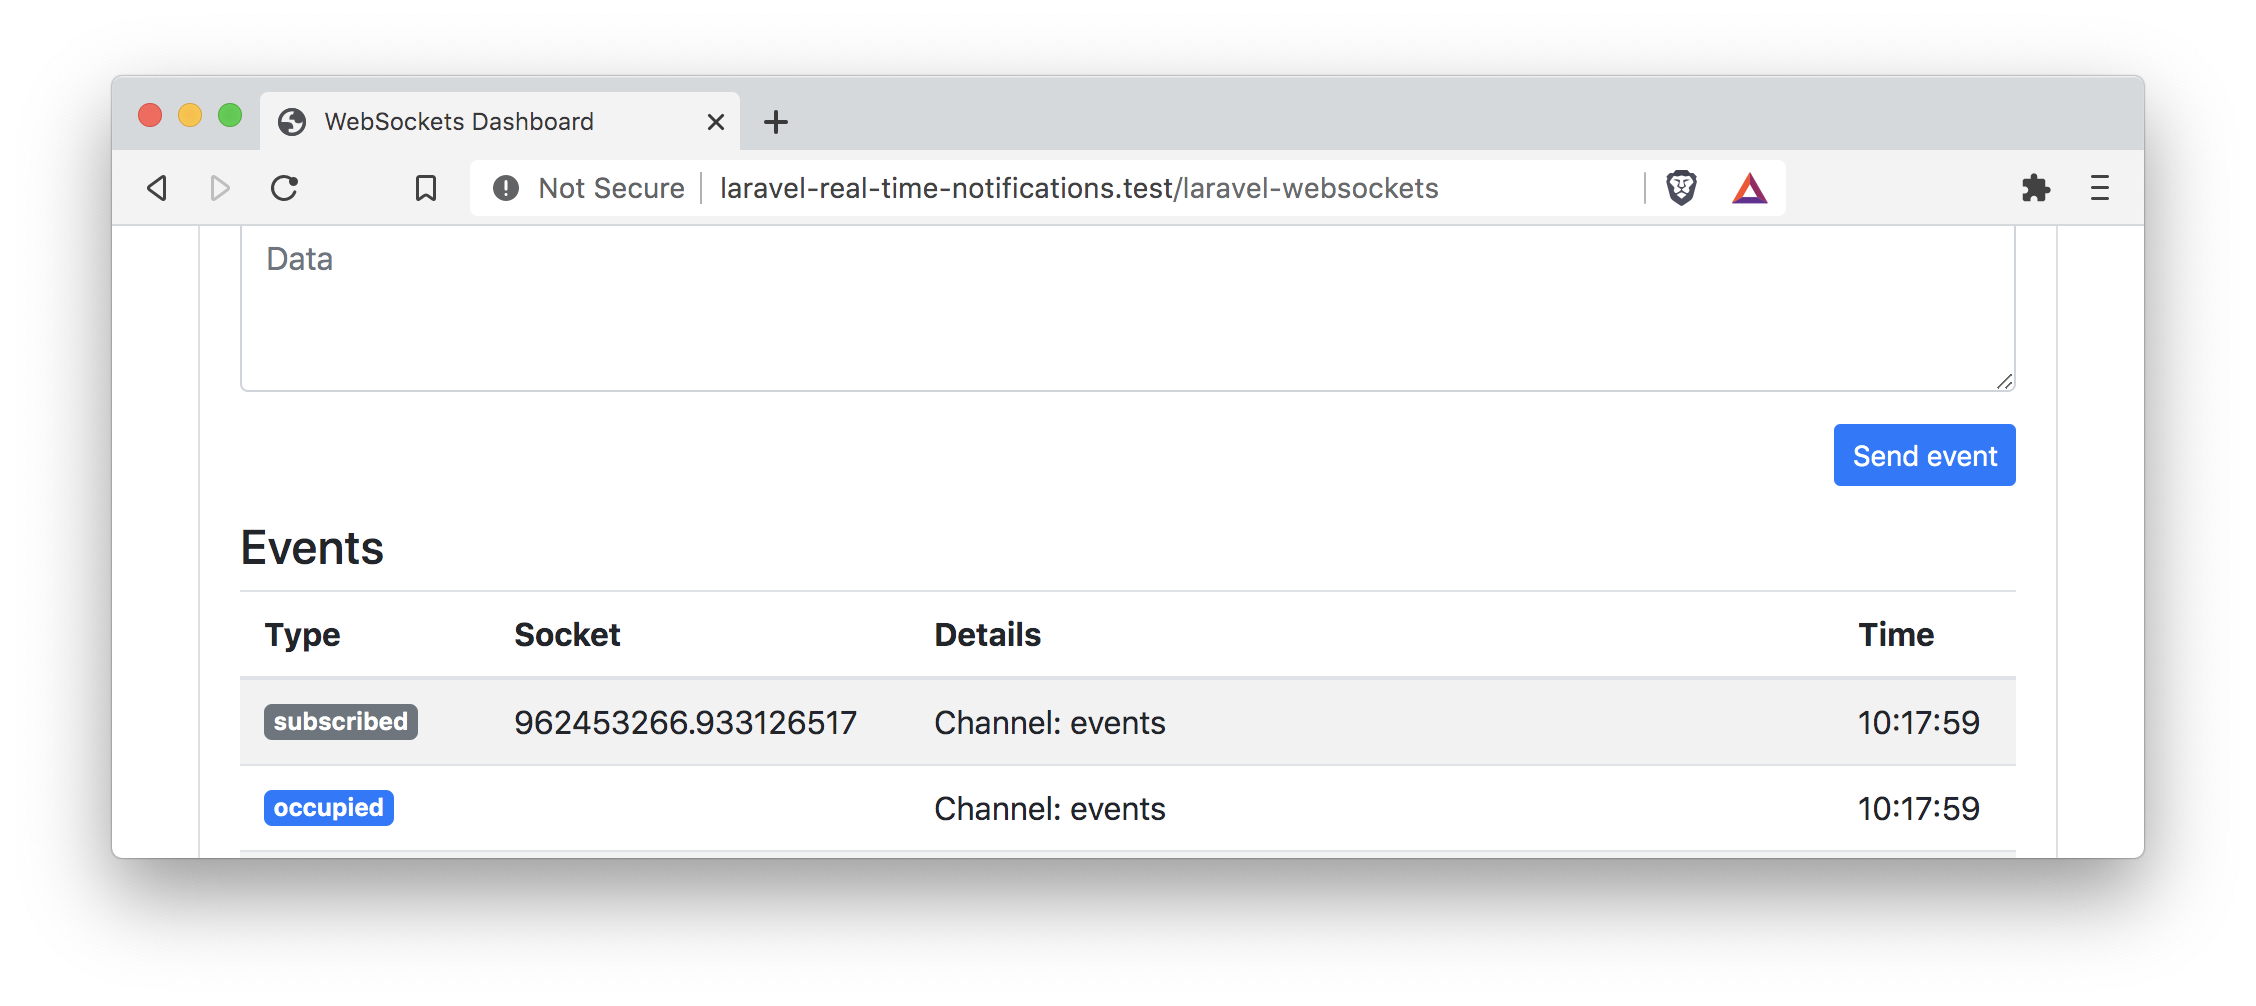 WebSockets Dashboard
Not Secure laravel-real-time-notifications.test/laravel-websockets
Data
Send event
Events
Type Socket Details Time
subscribed 962453266.933126517 Channel: events 10:17:59
occupied Channel: events 10:17:59